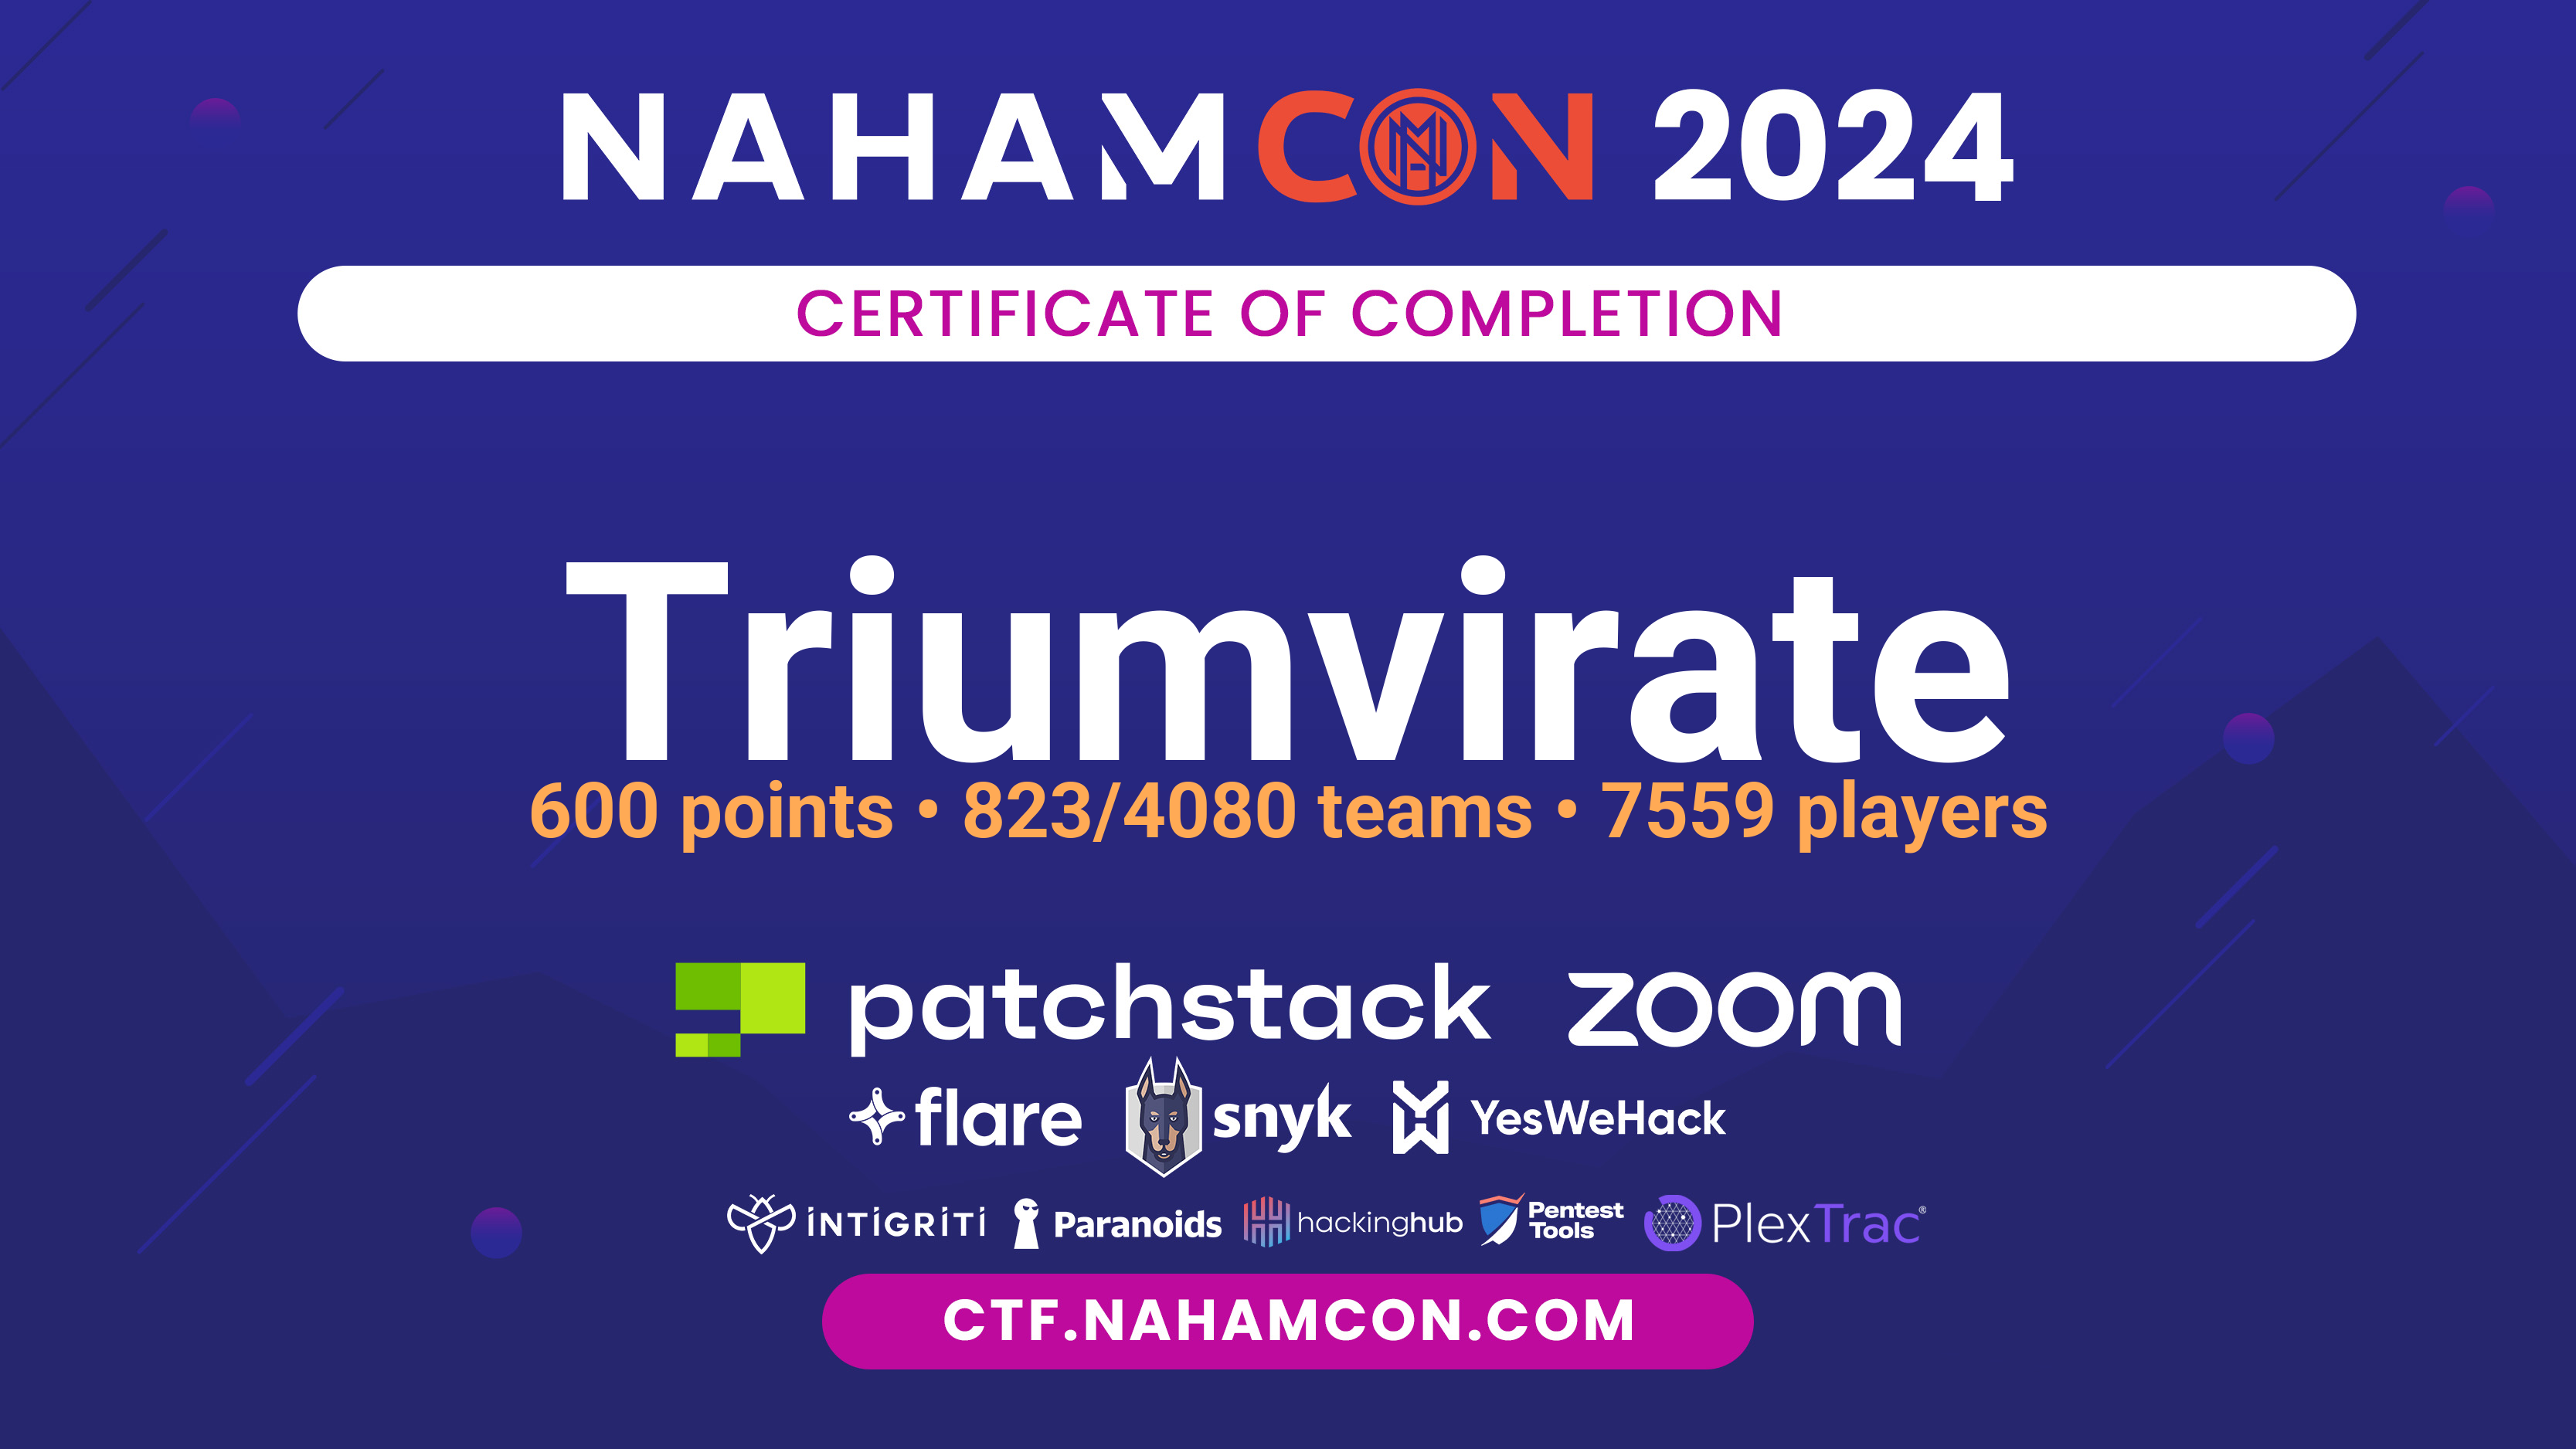 NAHAMCON 2024
CERTIFICATE OF COMPLETION
Triumvirate
600 points • 823/4080 teams • 7559 players
patchstack zoom
flare snyk YesWeHack
INTIGRITI Paranoids hackinghub Pentest Tools PlexTrac®
CTF.NAHAMCON.COM